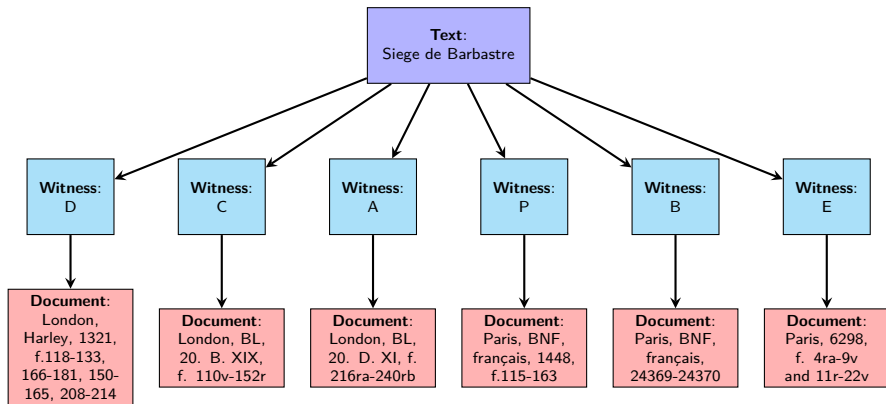 Text:
Siege de Barbastre
Witness:
D
Witness:
C
Witness:
A
Witness:
P
Witness:
B
Witness:
E
Document:
London,
Harley, 1321,
f.118-133,
166-181, 150-
165, 208-214
Document:
London, BL,
20. B. XIX,
f. 110v-152r
Document:
London, BL,
20. D. XI, f.
216ra-240rb
Document:
Paris, BNF,
français, 1448,
f.115-163
Document:
Paris, BNF,
français,
24369-24370
Document:
Paris, 6298,
f. 4ra-9v
and 11r-22v